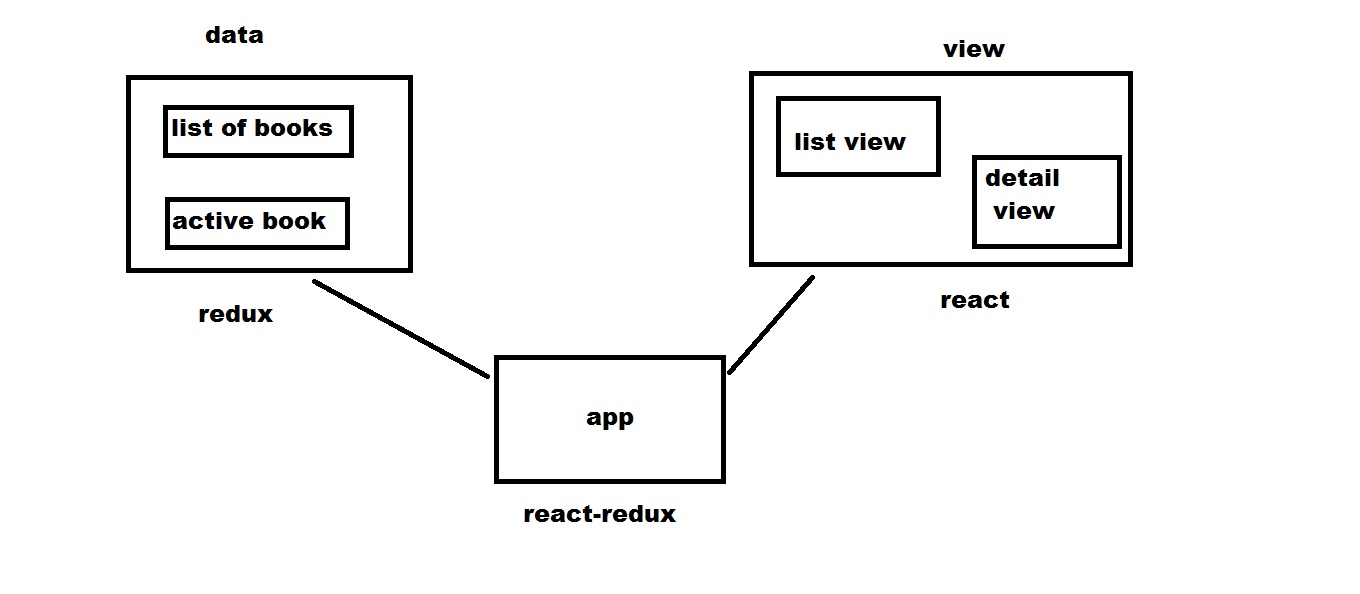 data
list of books
active book
redux
view
list view
detail
view
react
app
react-redux